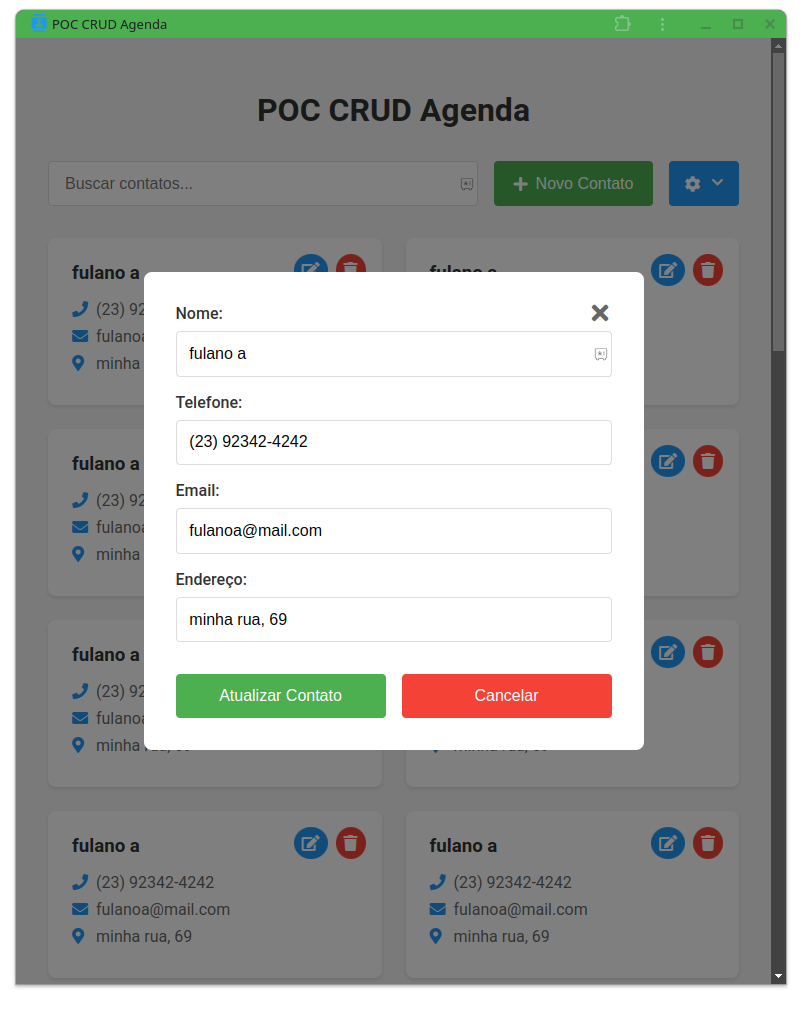 POC CRUD Agenda
POC CRUD Agenda
Buscar contatos...
Novo Contato
fulano a
fulano a
(23) 92
fulanoa
minha
Nome:
fulano a
Telefone:
(23) 92342-4242
Email:
fulanoa@mail.com
Endereço:
minha rua, 69
Atualizar Contato
Cancelar
fulano a
(23) 92
fulanoa
minha
fulano a
(23) 92
fulanoa
minha rua, 69
minha rua, 69
fulano a
(23) 92342-4242
fulanoa@mail.com
minha rua, 69
fulano a
(23) 92342-4242
fulanoa@mail.com
minha rua, 69